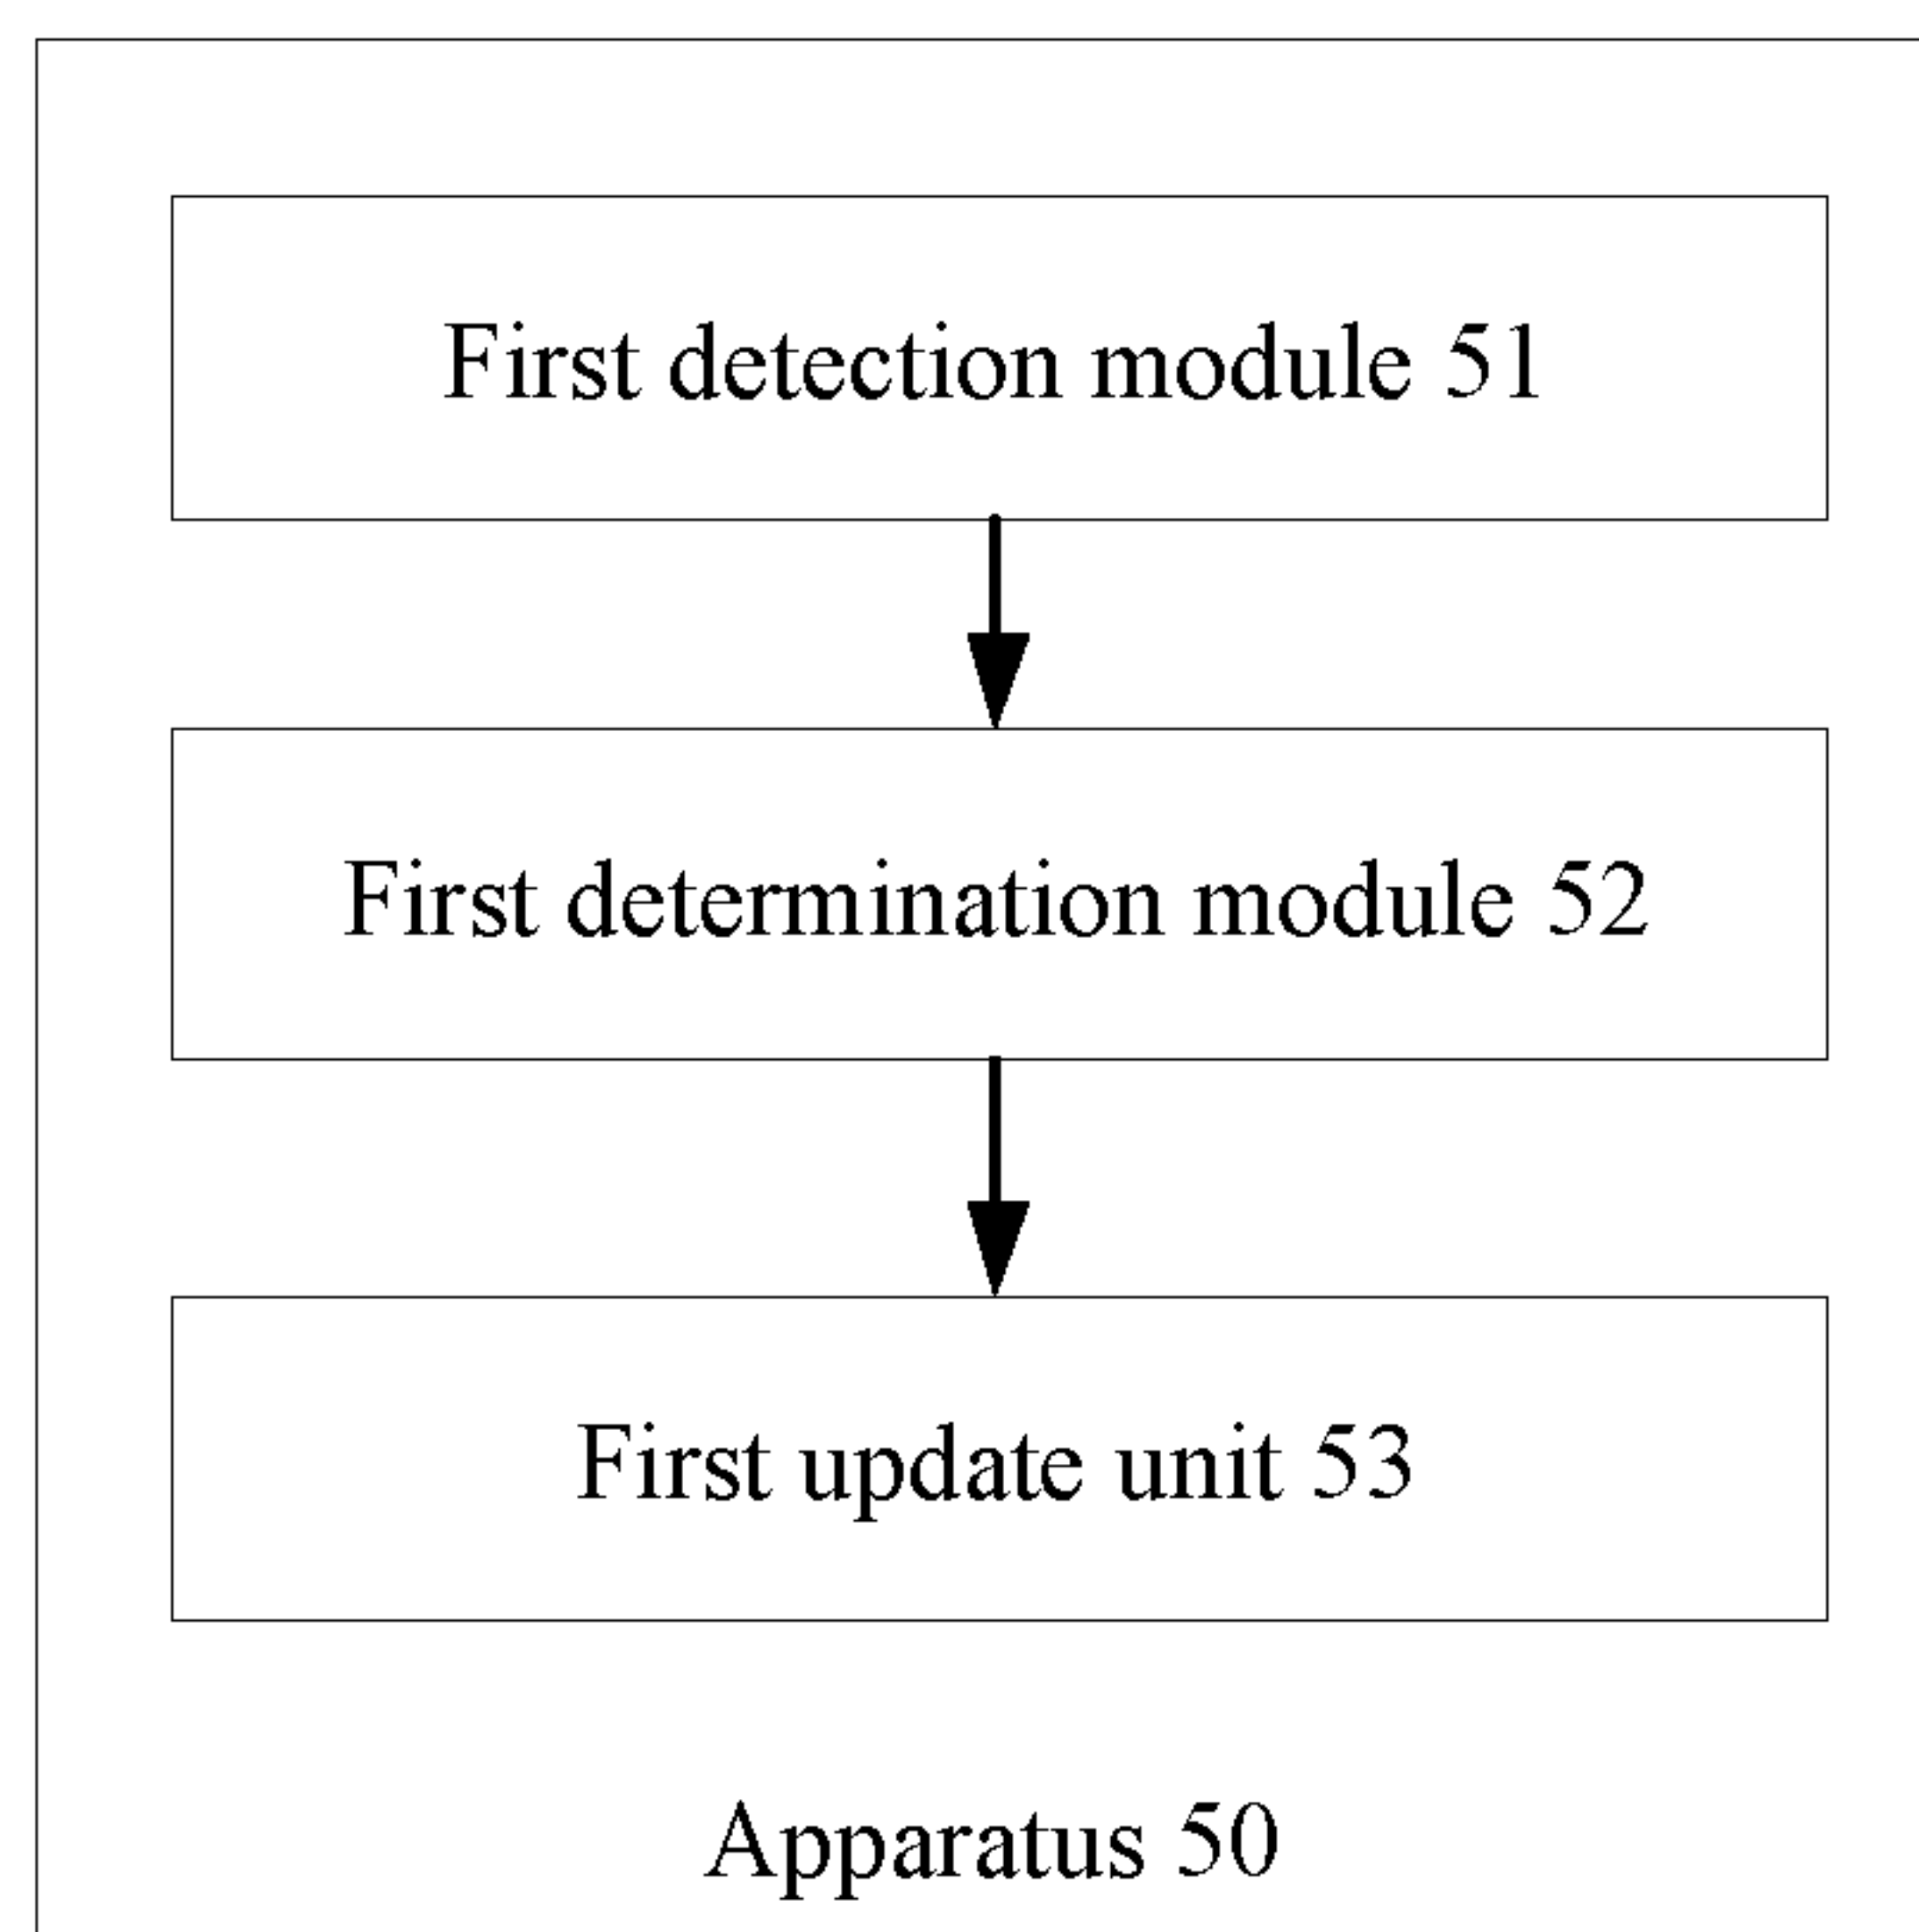 First detection module 51
First determination module 52
First update unit 53
Apparatus 50